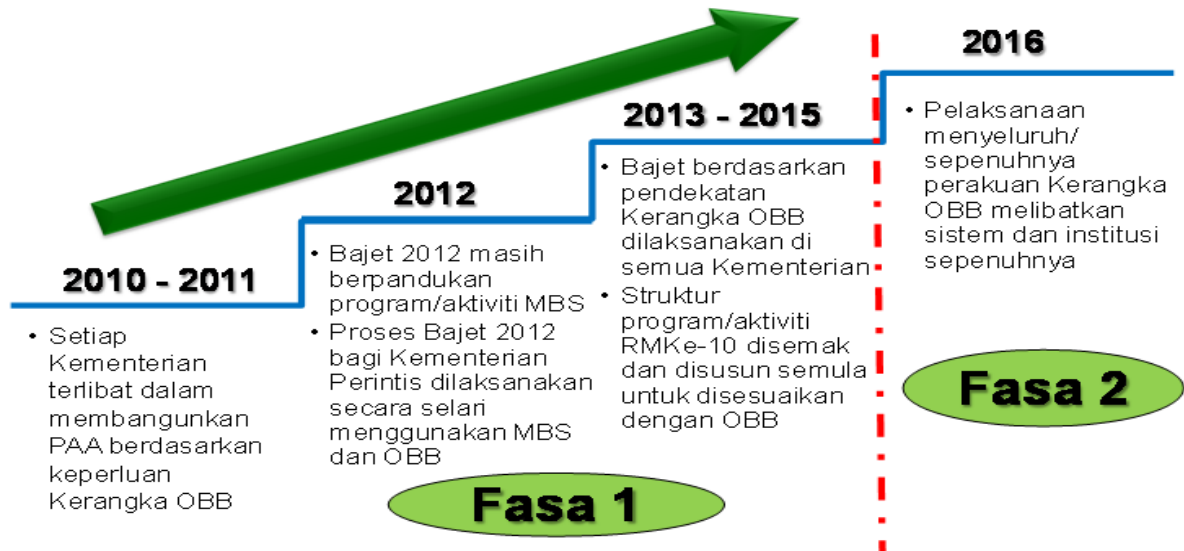 2010 - 2011
• Setiap
Kementerian
terlibat dalam
membangunkan
PAA berdasarkan
keperluan
Kerangka OBB
2012
• Bajet 2012 masih
berpandukan
program/aktiviti MBS
• Proses Bajet 2012
bagi Kementerian
Perintis dilaksanakan
secara selari
menggunakan MBS
dan OBB
2013 - 2015
• Bajet berdasarkan
pendekatan
Kerangka OBB
dilaksanakan di
semua Kementerian
• Struktur
program/aktiviti
RMKe-10 disemak
dan disusun semula
untuk disesuaikan
dengan OBB
Fasa 1
2016
• Pelaksanaan
menyeluruh/
sepenuhnya
perakuan Kerangka
OBB melibatkan
sistem dan institusi
sepenuhnya
Fasa 2